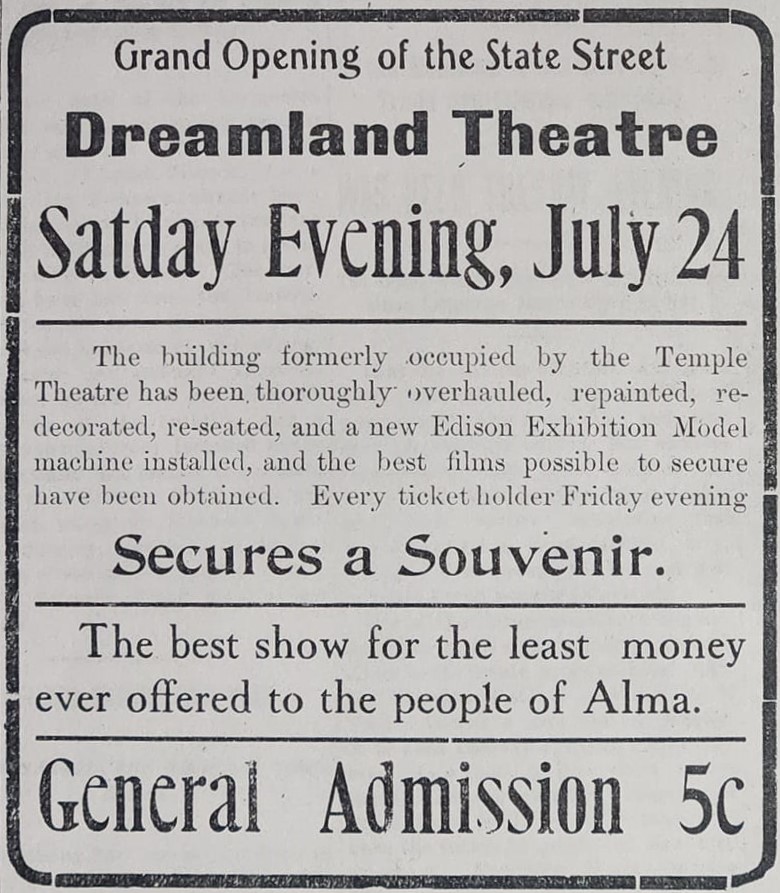 Grand Opening of the State Street
Dreamland Theatre
Satday Evening, July 24
The building formerly occupied by the Temple
Theatre has been thoroughly overhauled, repainted, re-
decorated, re-seated, and a new Edison Exhibition Model
machine installed, and the best films possible to secure
have been obtained. Every ticket holder Friday evening
Secures a Souvenir.
The best show for the least money
ever offered to the people of Alma.
General Admission 5c